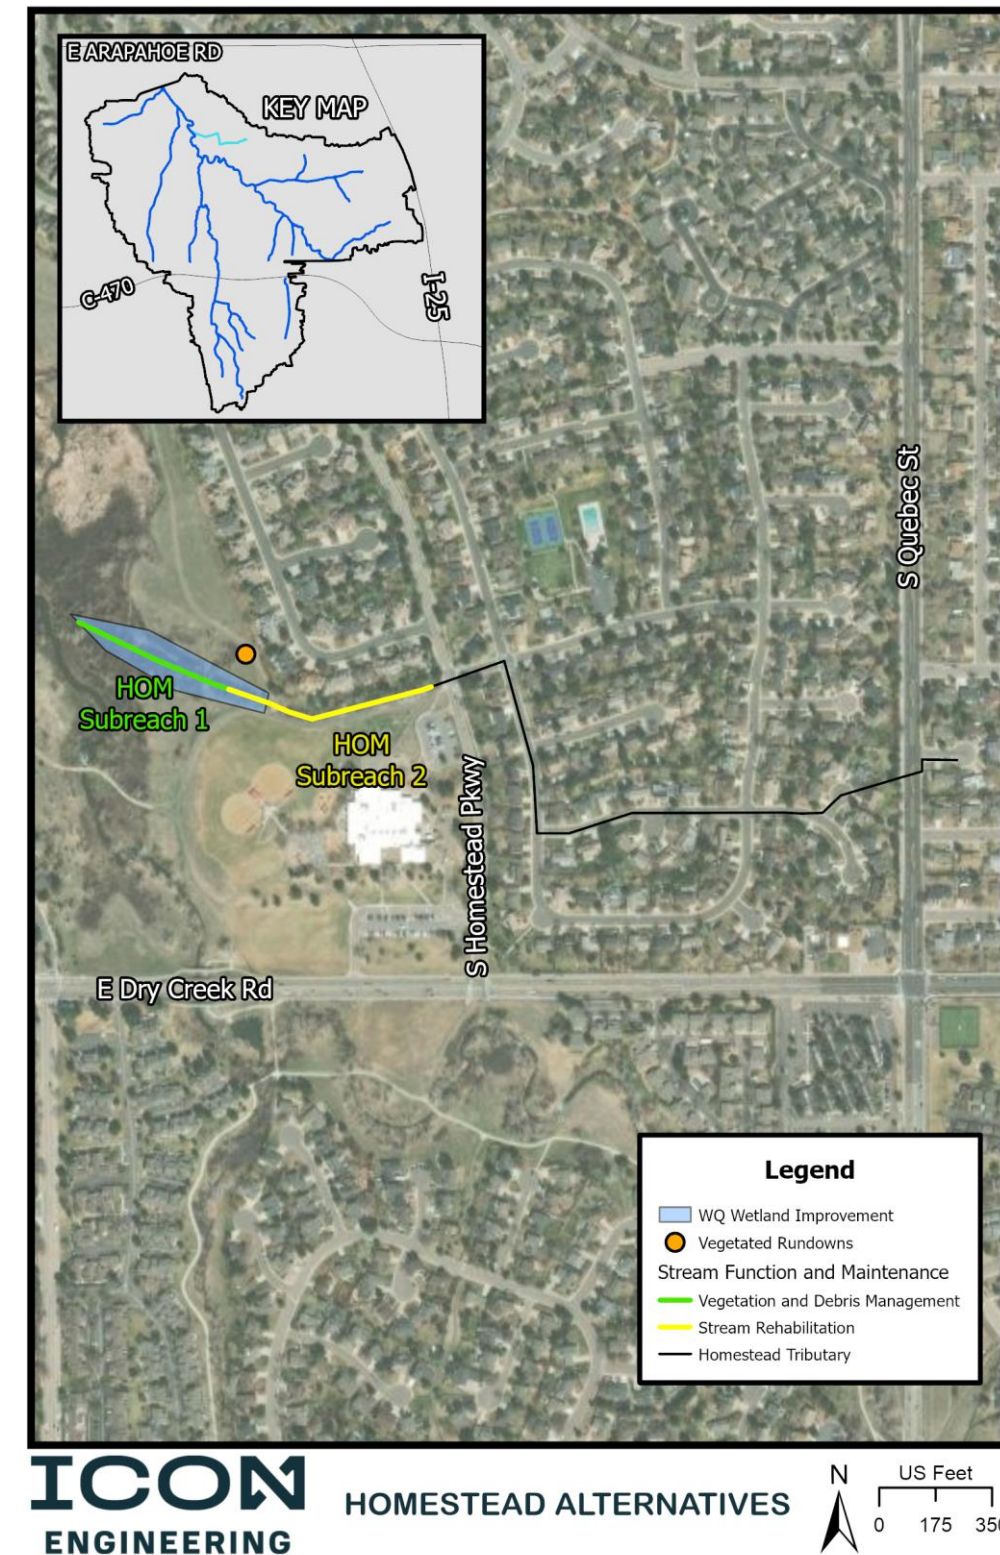 E ARAPAHOE RD
KEY MAP
C-470
I-25
S Quebec St
HOM
Subreach 1
HOM
Subreach 2
S Homestead Pkwy
E Dry Creek Rd
Legend
WQ Wetland Improvement
Vegetated Rundowns
Stream Function and Maintenance
Vegetation and Debris Management
Stream Rehabilitation
Homestead Tributary
ICON
ENGINEERING
HOMESTEAD ALTERNATIVES
N
US Feet
0 175